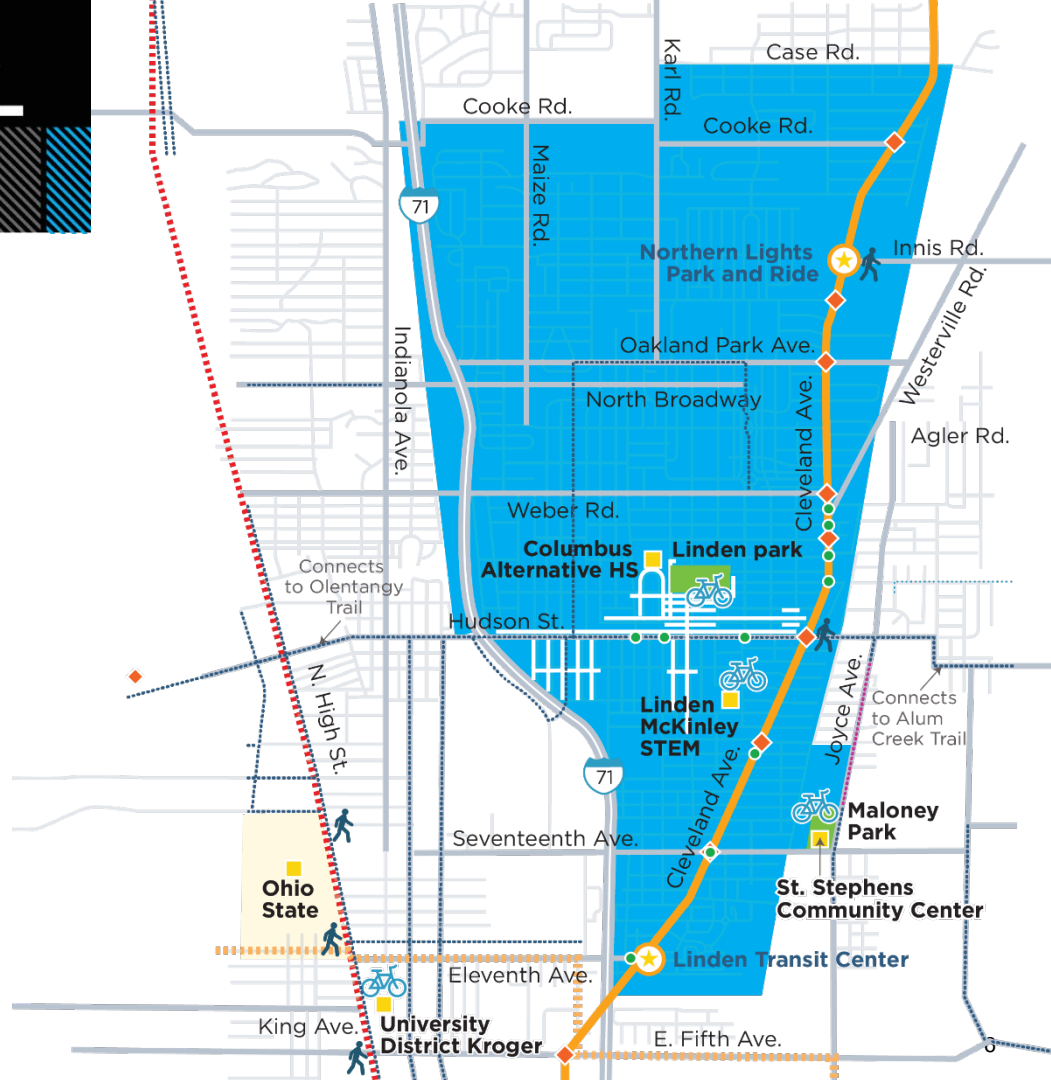 Case Rd.
Karl Rd.
Cooke Rd.
Cooke Rd.
Maize Rd.
71
Northern Lights
Park and Ride
Innis Rd.
Westerville Rd.
Indianola Ave.
Oakland Park Ave.
Cleveland Ave.
North Broadway
Agler Rd.
Weber Rd.
Columbus
Alternative HS
Linden park
Connects
to Olentangy
Trail
Hudson St.
N. High St.
Linden
McKinley
STEM
Joyce Ave.
Connects
to Alum
Creek Trail
71
Cleveland Ave.
Maloney
Park
Seventeenth Ave.
Ohio
State
St. Stephens
Community Center
Linden Transit Center
Eleventh Ave.
King Ave.
University
District Kroger
E. Fifth Ave.
8